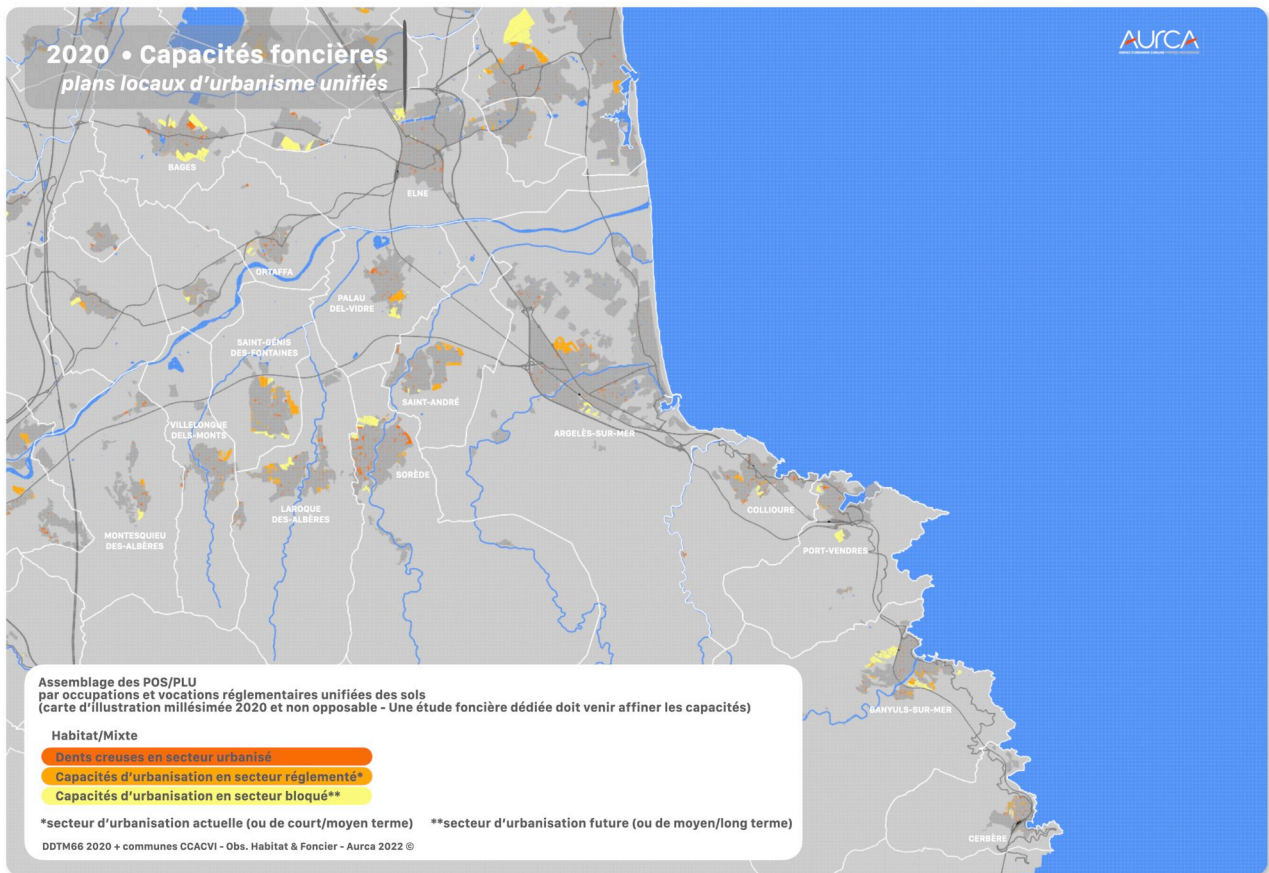 2020 • Capacités foncières
plans locaux d'urbanisme unifiés
AURCA
BAGES
ELNE
ORTAFFA
PALAU
DEL-VIDRE
SAINT-GÉNIS
DES-FONTAINES
SAINT-ANDRÉ
VILLELONGUE
DELS-MONTS
ARGELÈS-SUR-MER
SORÈDE
LAROQUE
DES-ALBÈRES
COLLIOURE
MONTESQUIEU
DES-ALBÈRES
PORT-VENDRES
BANYULS-SUR-MER
CERBÈRE
Assemblage des POS/PLU
par occupations et vocations réglementaires unifiées des sols
(carte d'illustration millésimée 2020 et non opposable - Une étude foncière dédiée doit venir affiner les capacités)
Habitat/Mixte
Dents creuses en secteur urbanisé
Capacités d'urbanisation en secteur réglementé*
Capacités d'urbanisation en secteur bloqué**
*secteur d'urbanisation actuelle (ou de court/moyen terme) **secteur d'urbanisation future (ou de moyen/long terme)
DDTM66 2020 + communes CCACVI - Obs. Habitat & Foncier - Aurca 2022 ©